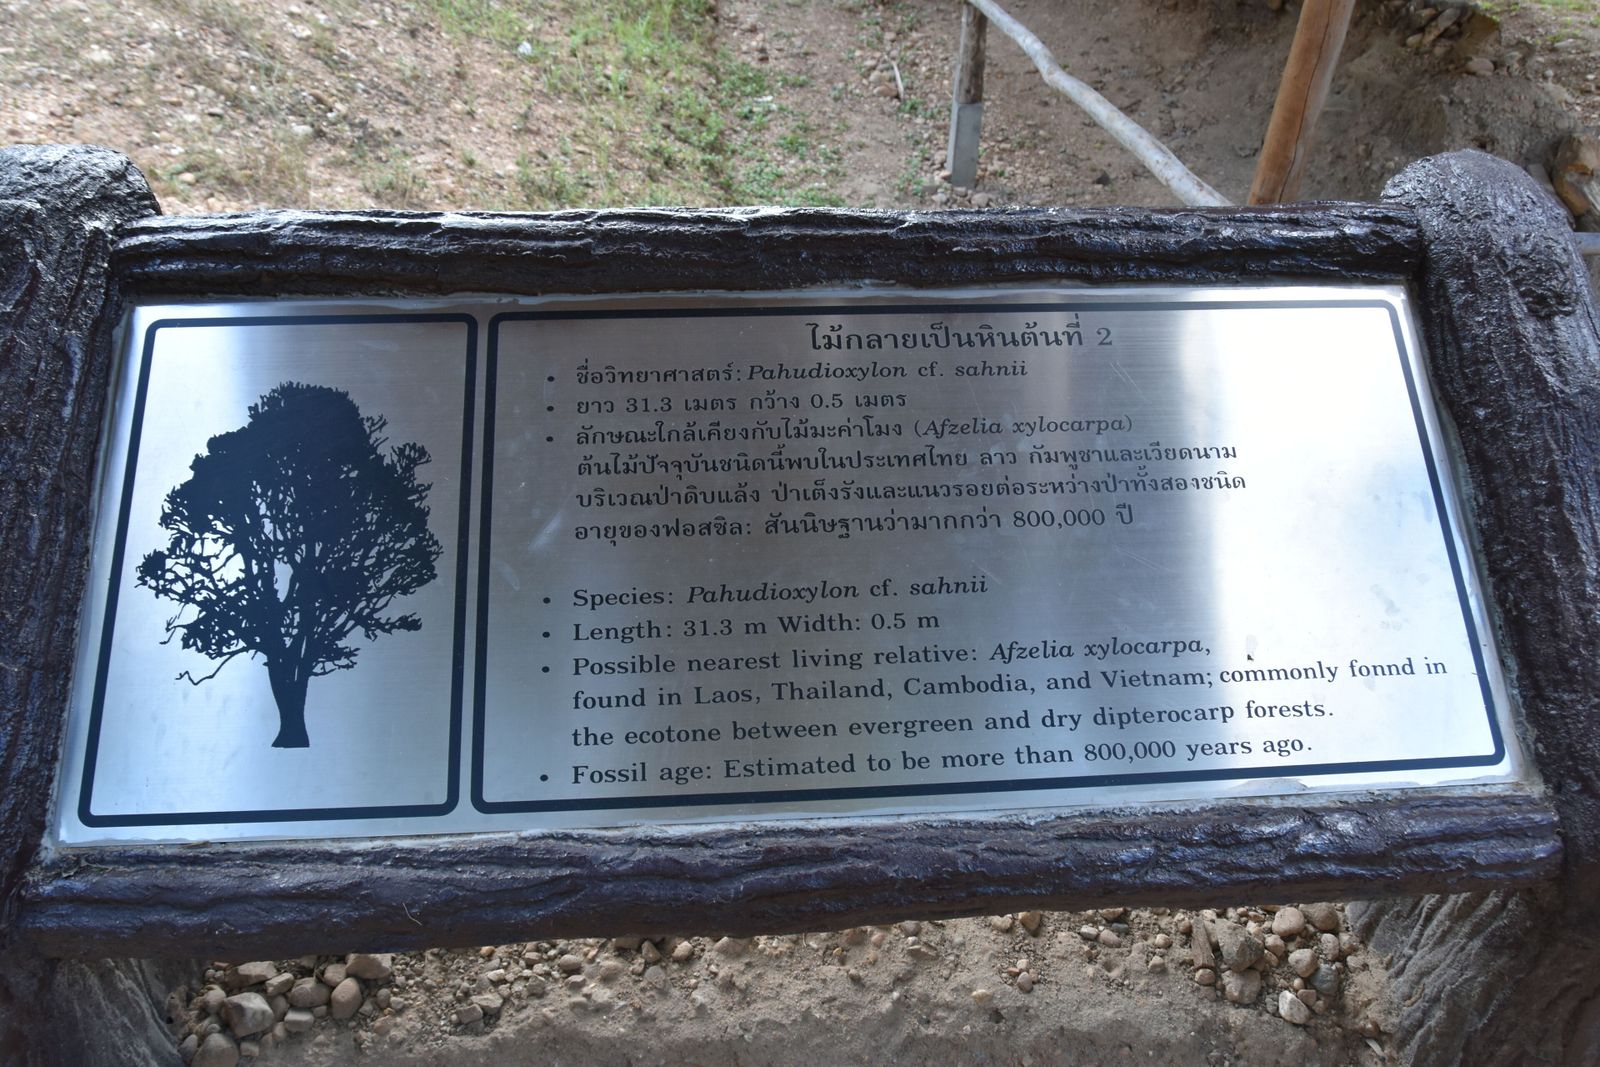 ไม้กลายเป็นหินต้นที่ 2
• ชื่อวิทยาศาสตร์: Pahudioxylon cf. sahnii
• ยาว 31.3 เมตร กว้าง 0.5 เมตร
• ลักษณะใกล้เคียงกับไม้มะค่าโมง (Afzelia xylocarpa)
ต้นไม้ปัจจุบันชนิดนี้พบในประเทศไทย ลาว กัมพูชาและเวียดนาม
บริเวณป่าดิบแล้ง ป่าเต็งรังและแนวรอยต่อระหว่างป่าทั้งสองชนิด
อายุของฟอสซิล: สันนิษฐานว่ามากกว่า 800,000 ปี
• Species: Pahudioxylon cf. sahnii
• Length: 31.3 m Width: 0.5 m
• Possible nearest living relative: Afzelia xylocarpa,
found in Laos, Thailand, Cambodia, and Vietnam; commonly fonnd in
the ecotone between evergreen and dry dipterocarp forests.
• Fossil age: Estimated to be more than 800,000 years ago.